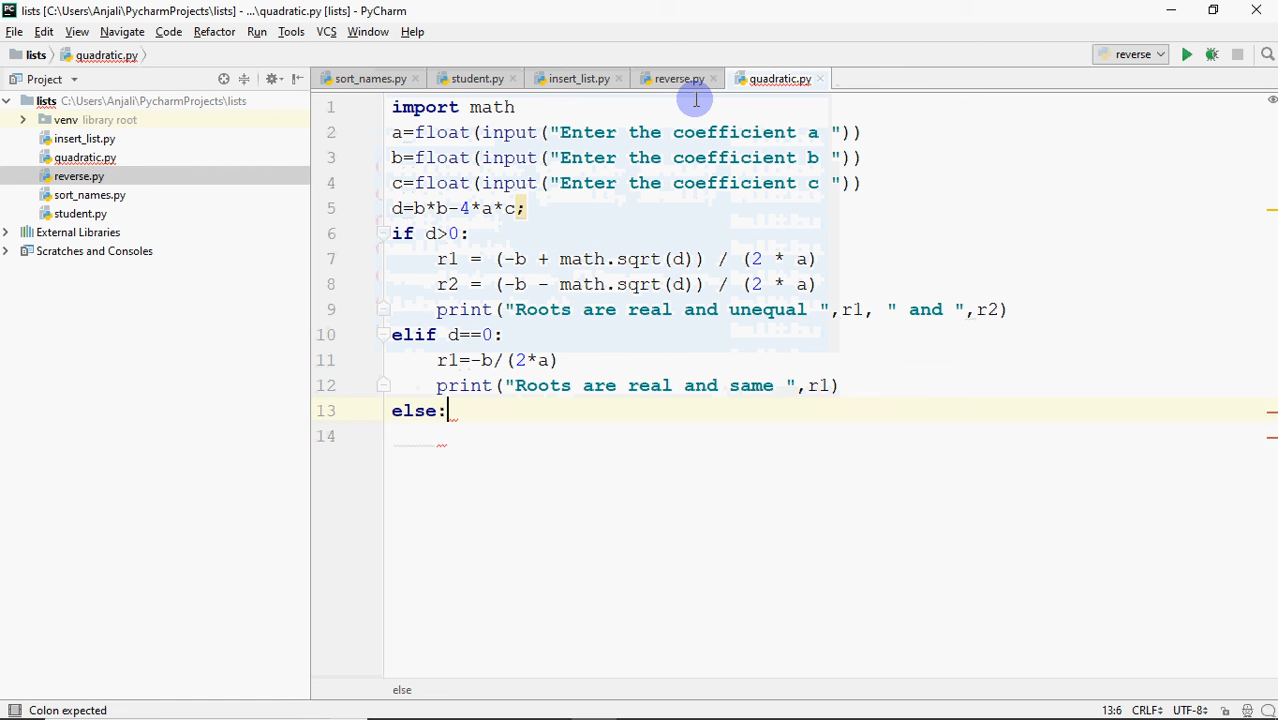 lists [C:\Users\Anjali\PycharmProjects\lists] - ...\quadratic.py [lists] - PyCharm
File Edit View Navigate Code Refactor Run Tools VCS Window Help
lists quadratic.py reverse
Project sort_names.py student.py insert_list.py reverse.py quadratic.py
lists C:\Users\Anjali\PycharmProjects\lists
venv library root
insert_list.py
quadratic.py
reverse.py
sort_names.py
student.py
External Libraries
Scratches and Consoles
1 import math
2 a=float(input("Enter the coefficient a "))
3 b=float(input("Enter the coefficient b "))
4 c=float(input("Enter the coefficient c "))
5 d=b*b-4*a*c;
6 if d>0:
7 r1 = (-b + math.sqrt(d)) / (2 * a)
8 r2 = (-b - math.sqrt(d)) / (2 * a)
9 print("Roots are real and unequal ",r1, " and ",r2)
10 elif d==0:
11 r1=-b/(2*a)
12 print("Roots are real and same ",r1)
13 else:
14
else
Colon expected 13:6 CRLF UTF-8